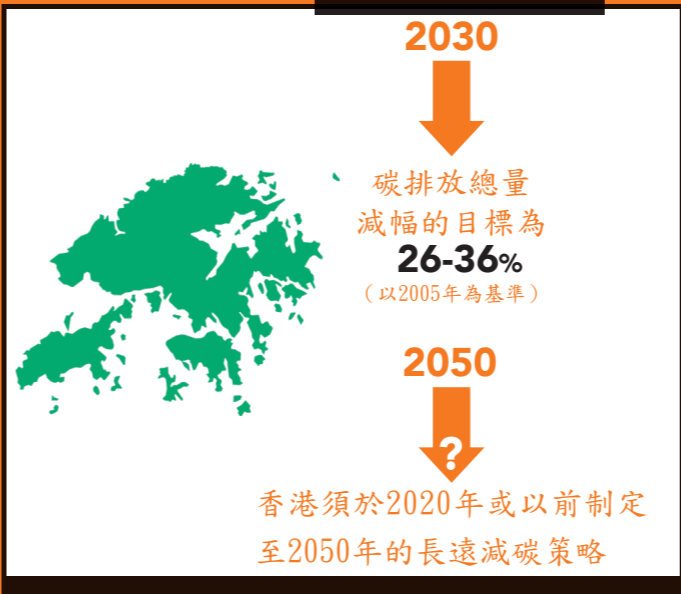 2030
碳排放總量
減幅的目標為
26-36%
（以2005年為基準）
2050
?
香港須於2020年或以前制定
至2050年的長遠減碳策略